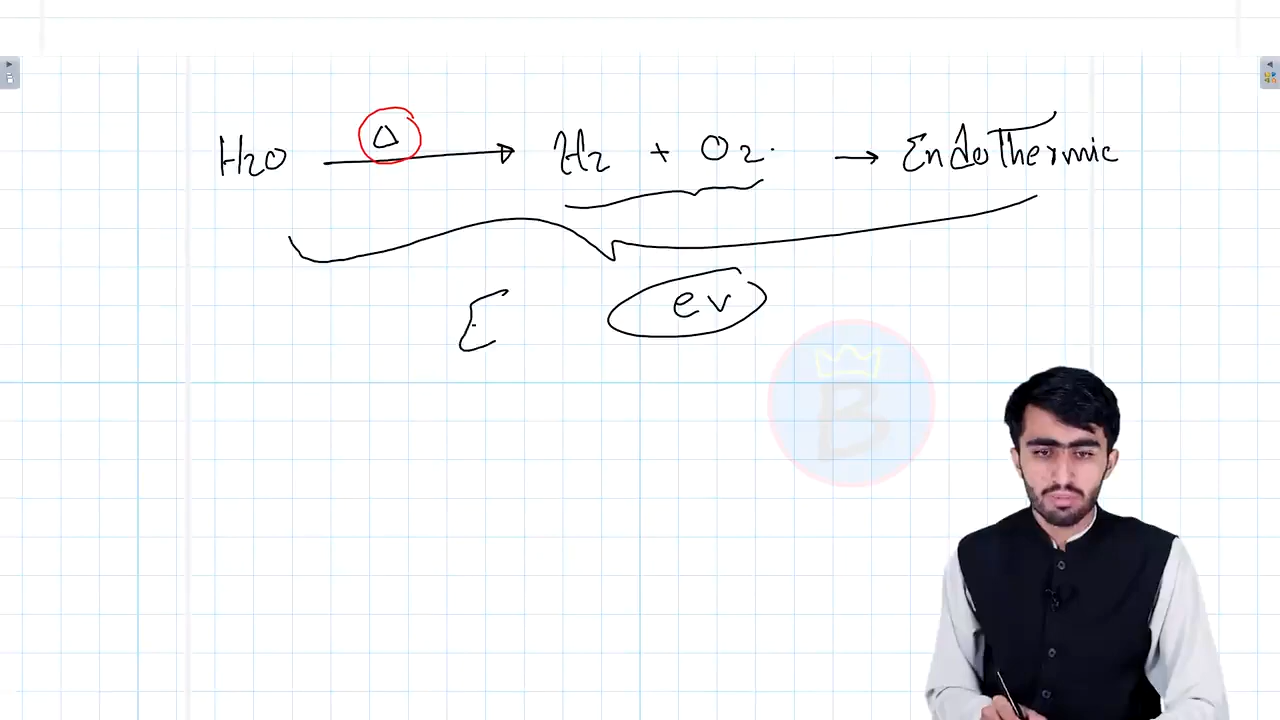 H2O Δ → H2 + O2. → Endothermic
E ev
B